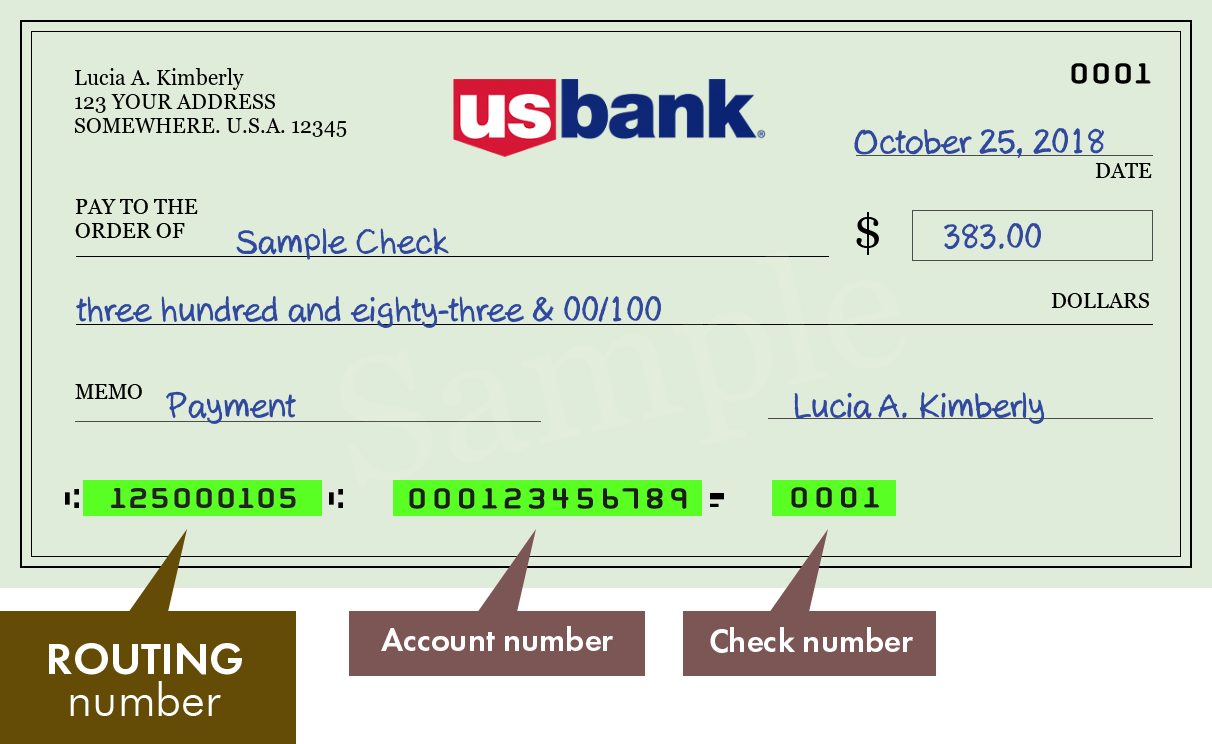 Lucia A. Kimberly
123 YOUR ADDRESS
SOMEWHERE. U.S.A. 12345
usbank®
0001
October 25, 2018
DATE
PAY TO THE
ORDER OF Sample Check
$ 383.00
three hundred and eighty-three & 00/100 DOLLARS
Sample
MEMO Payment
Lucia A. Kimberly
⑆125000105⑆ 000123456789⑈ 0001
ROUTING
number
Account number
Check number